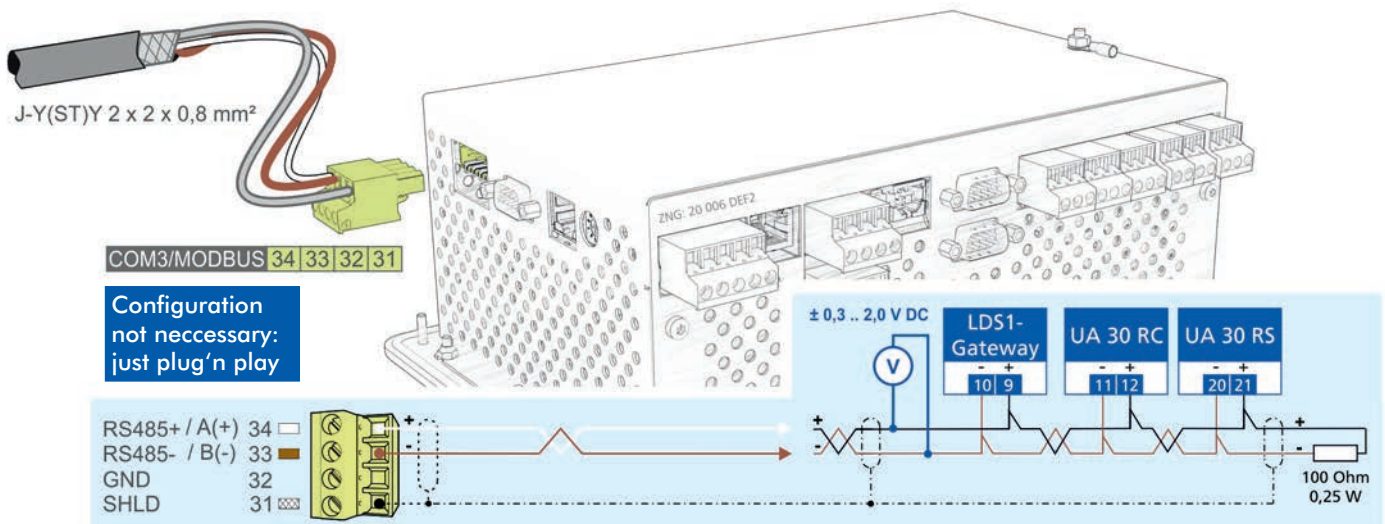 J-Y(ST)Y 2 x 2 x 0,8 mm²
ZNG: 20 006 DEF2
COM3/MODBUS 34 33 32 31
Configuration
not neccessary:
just plug‘n play
± 0,3 .. 2,0 V DC
V
LDS1-
Gateway
- +
10 9
UA 30 RC
- +
11 12
UA 30 RS
- +
20 21
RS485+ / A(+) 34
RS485- / B(-) 33
GND 32
SHLD 31
+
-
+
-
+
-
100 Ohm
0,25 W